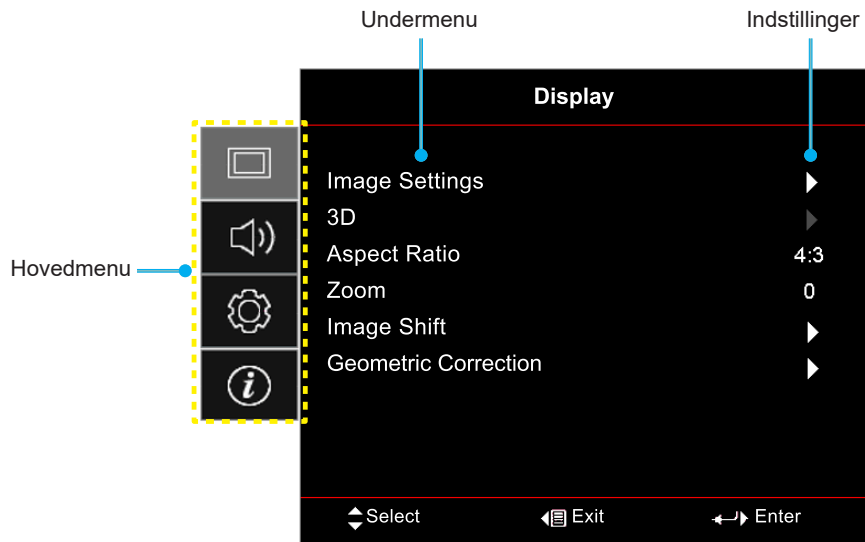 Undermenu Indstillinger
Display
Image Settings
3D
Aspect Ratio 4:3
Zoom 0
Image Shift
Geometric Correction
Hovedmenu
Select Exit Enter